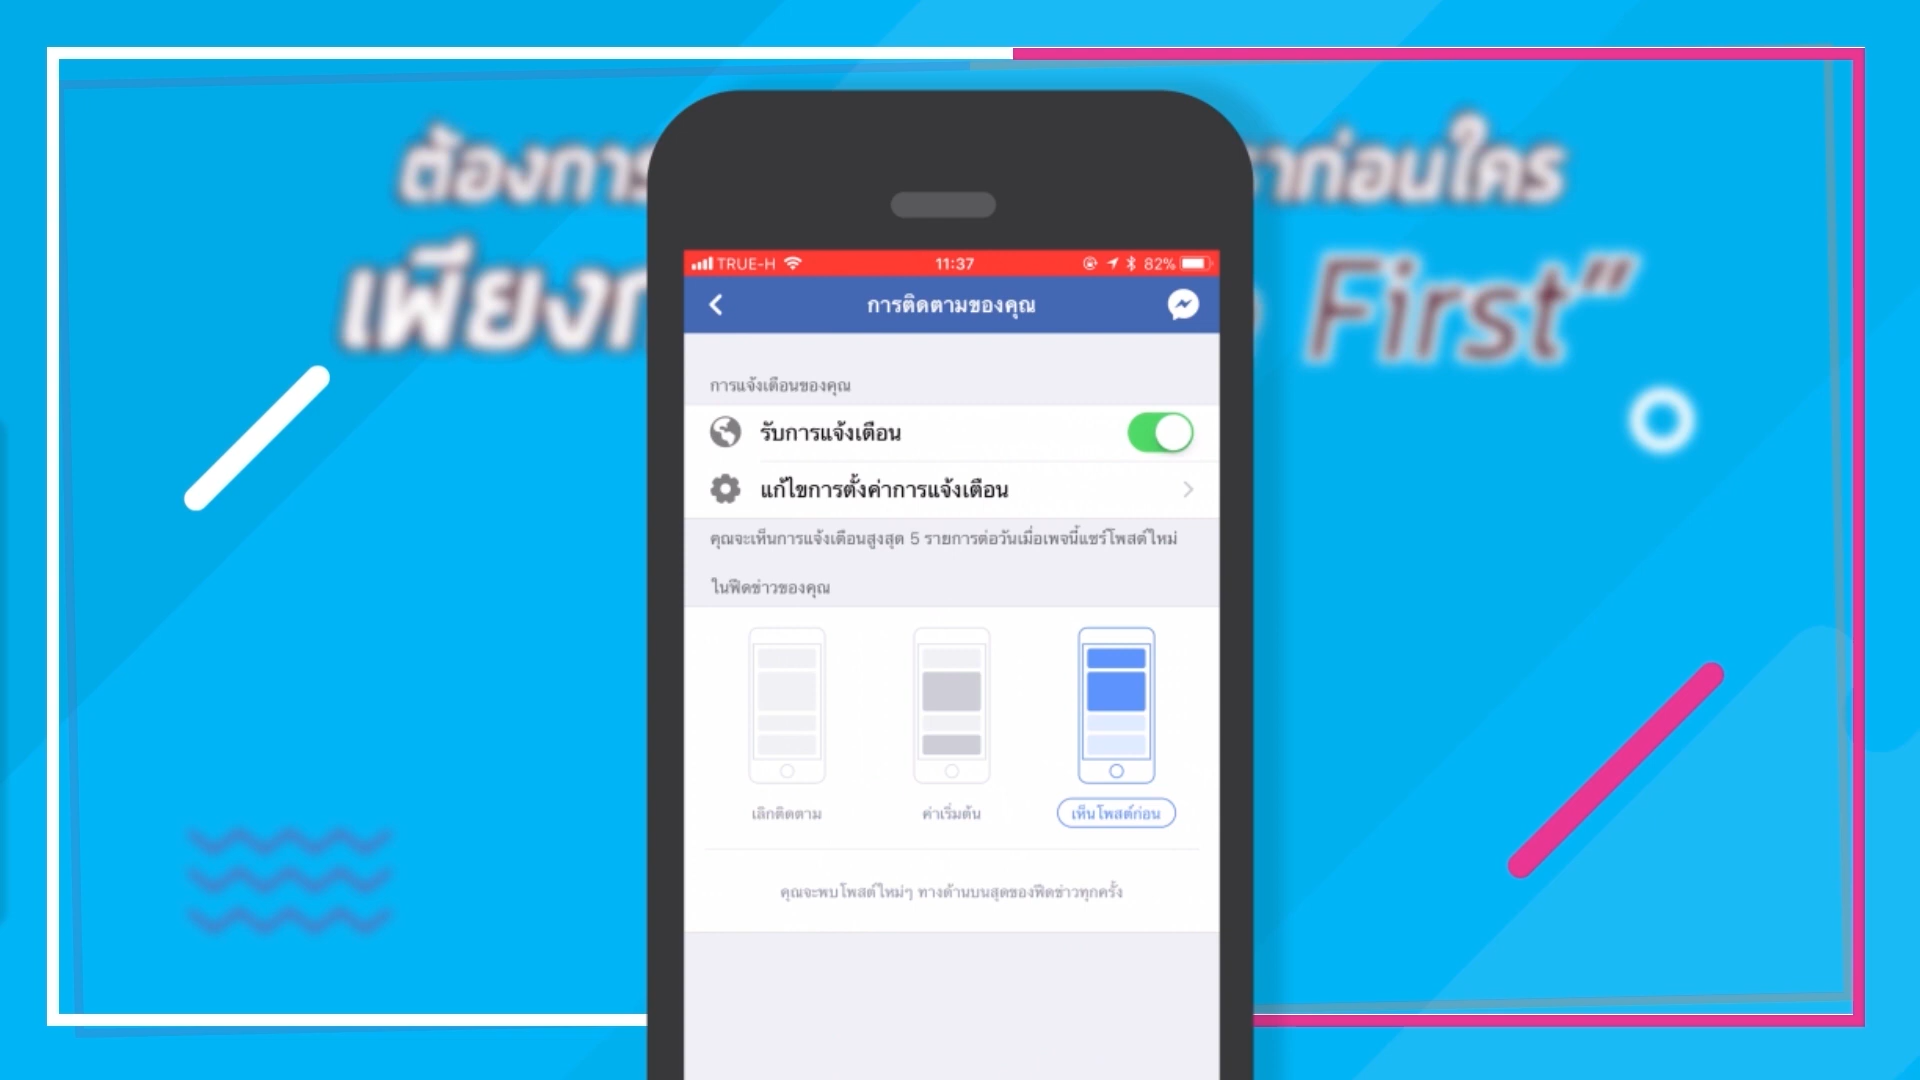 ต้องการ
ราก่อนใคร
เพียง
First”
TRUE-H
11:37
82%
การติดตามของคุณ
การแจ้งเตือนของคุณ
รับการแจ้งเตือน
แก้ไขการตั้งค่าการแจ้งเตือน
คุณจะเห็นการแจ้งเตือนสูงสุด 5 รายการต่อวันเมื่อเพจนี้แชร์โพสต์ใหม่
ในฟีดข่าวของคุณ
เลิกติดตาม
ค่าเริ่มต้น
เห็นโพสต์ก่อน
คุณจะพบโพสต์ใหม่ๆ ทางด้านบนสุดของฟีดข่าวทุกครั้ง